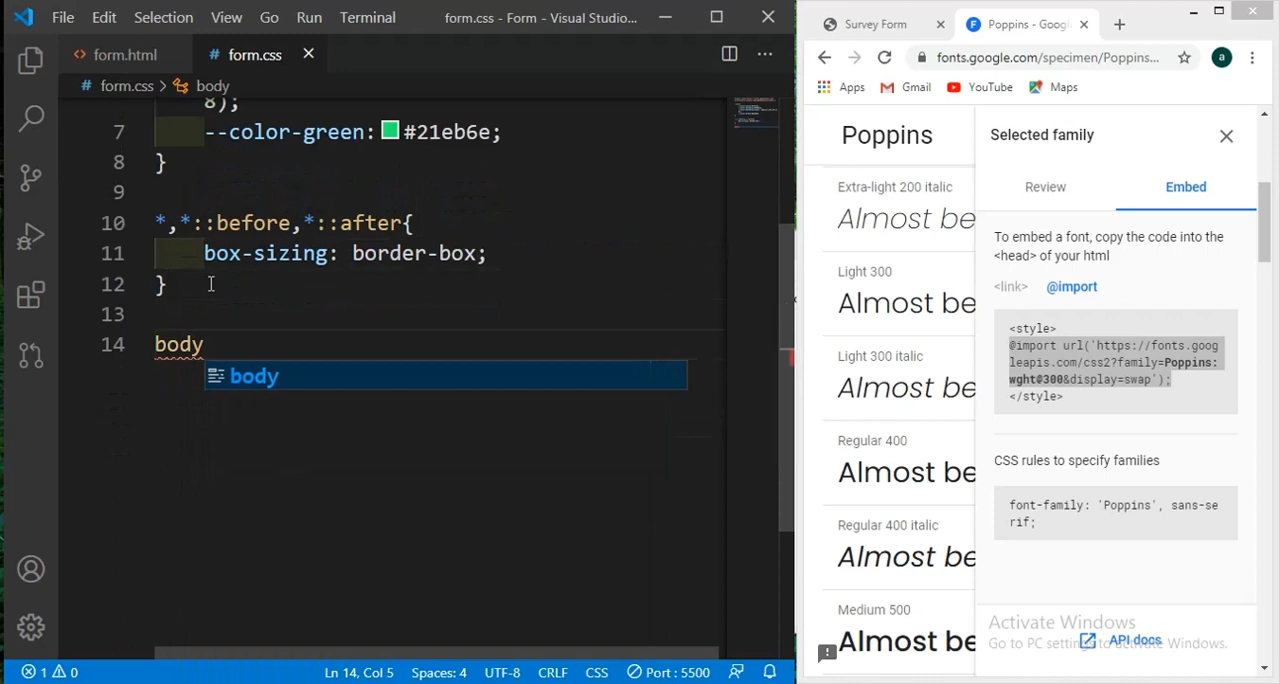 File Edit Selection View Go Run Terminal form.css - Form - Visual Studio...
form.html
form.css
form.css > body
8);
7 --color-green: #21eb6e;
8 }
9
10 *,*::before,*::after{
11 box-sizing: border-box;
12 }
13
14 body
body
1 0
Ln 14, Col 5 Spaces: 4 UTF-8 CRLF CSS Port : 5500
Survey Form
Poppins - Goog
fonts.google.com/specimen/Poppins...
a
Apps Gmail YouTube Maps
Poppins
Extra-light 200 italic
Almost be
Light 300
Almost be
Light 300 italic
Almost be
Regular 400
Almost be
Regular 400 italic
Almost be
Medium 500
Almost be
Selected family
Review Embed
To embed a font, copy the code into the
<head> of your html
<link> @import
<style>
@import url('https://fonts.goog
leapis.com/css2?family=Poppins:
wght@300&display=swap');
</style>
CSS rules to specify families
font-family: 'Poppins', sans-se
rif;
API docs
Activate Windows
Go to PC settings to activate Windows.